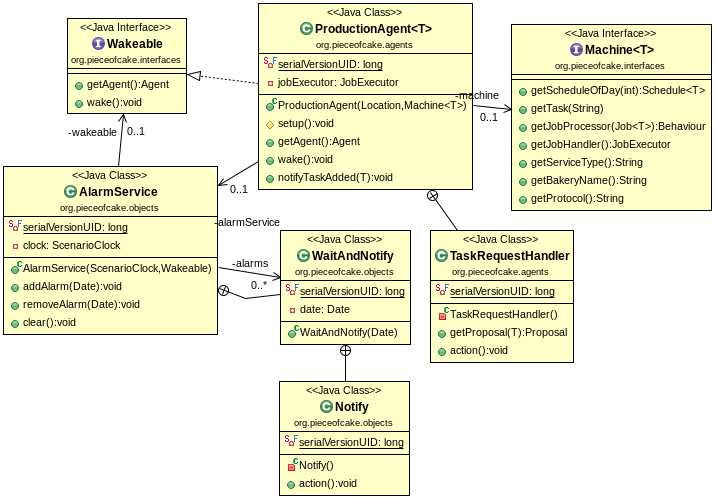 <<Java Interface>>
Wakeable
org.pieceofcake.interfaces
getAgent():Agent
wake():void
<<Java Class>>
ProductionAgent<T>
org.pieceofcake.agents
serialVersionUID: long
jobExecutor: JobExecutor
ProductionAgent(Location,Machine<T>)
setup():void
getAgent():Agent
wake():void
notifyTaskAdded(T):void
-machine
0..1
<<Java Interface>>
Machine<T>
org.pieceofcake.interfaces
getScheduleOfDay(int):Schedule<T>
getTask(String)
getJobProcessor(Job<T>):Behaviour
getJobHandler():JobExecutor
getServiceType():String
getBakeryName():String
getProtocol():String
-wakeable
0..1
<<Java Class>>
AlarmService
org.pieceofcake.objects
serialVersionUID: long
clock: ScenarioClock
AlarmService(ScenarioClock,Wakeable)
addAlarm(Date):void
removeAlarm(Date):void
clear():void
0..1
-alarmService
-alarms
0..*
<<Java Class>>
WaitAndNotify
org.pieceofcake.objects
serialVersionUID: long
date: Date
WaitAndNotify(Date)
<<Java Class>>
TaskRequestHandler
org.pieceofcake.agents
serialVersionUID: long
TaskRequestHandler()
getProposal(T):Proposal
action():void
<<Java Class>>
Notify
org.pieceofcake.objects
serialVersionUID: long
Notify()
action():void